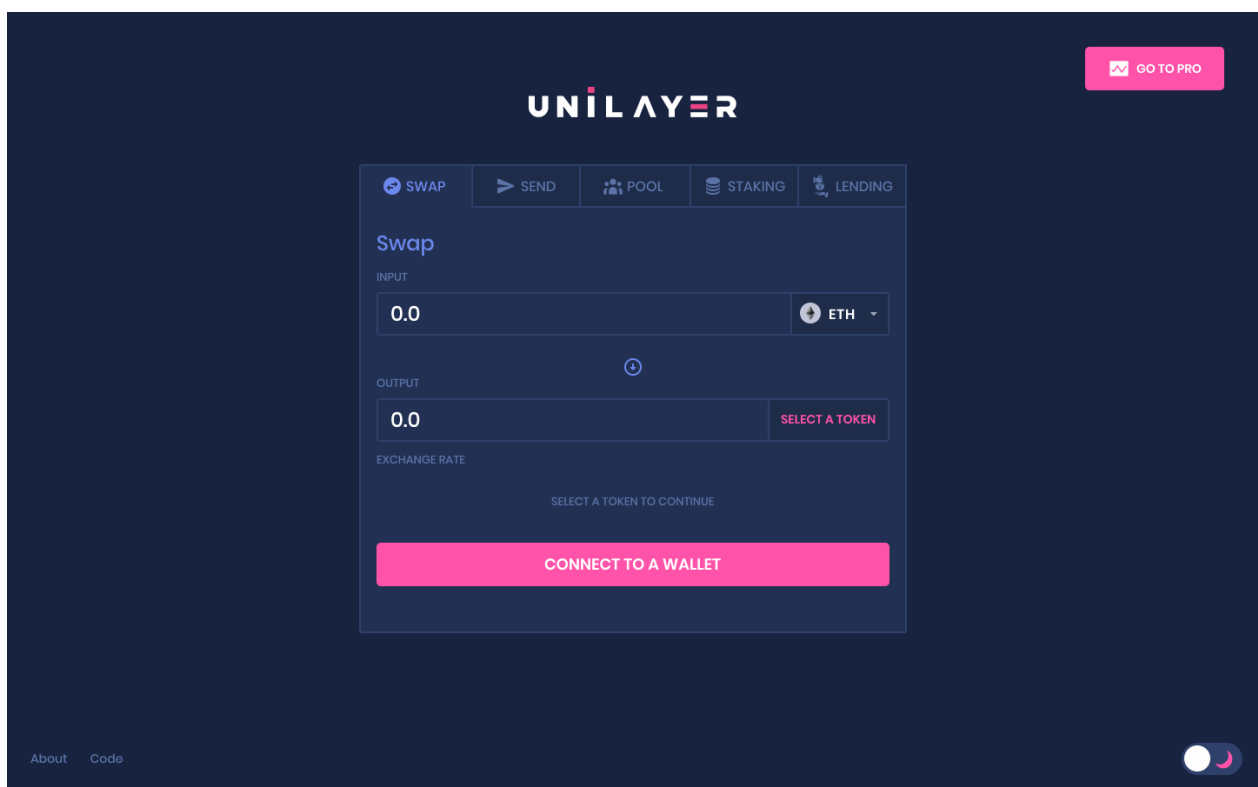 GO TO PRO
UNiLAYER
SWAP SEND POOL STAKING LENDING
Swap
INPUT
0.0 ETH
OUTPUT
0.0 SELECT A TOKEN
EXCHANGE RATE
SELECT A TOKEN TO CONTINUE
CONNECT TO A WALLET
About Code